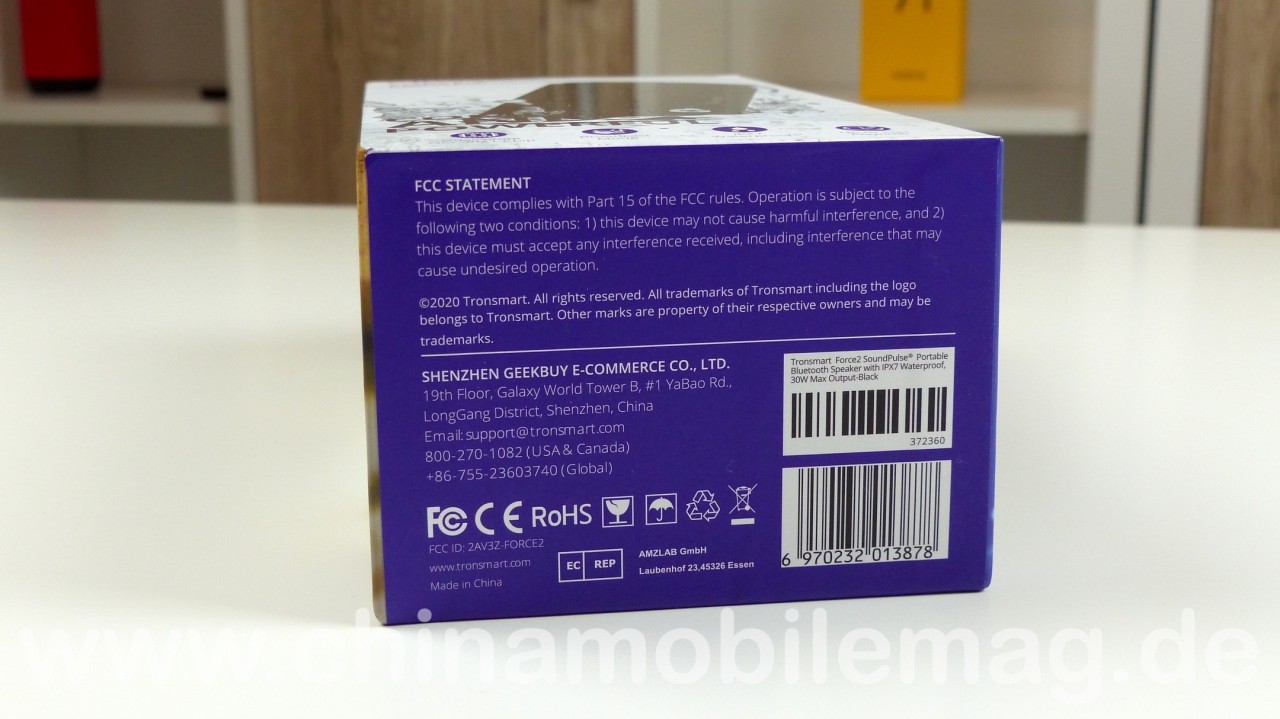 FCC STATEMENT
This device complies with Part 15 of the FCC rules. Operation is subject to the
following two conditions: 1) this device may not cause harmful interference, and 2)
this device must accept any interference received, including interference that may
cause undesired operation.
©2020 Tronsmart. All rights reserved. All trademarks of Tronsmart including the logo
belongs to Tronsmart. Other marks are property of their respective owners and may be
trademarks.
SHENZHEN GEEKBUY E-COMMERCE CO., LTD.
19th Floor, Galaxy World Tower B, #1 YaBao Rd.,
LongGang District, Shenzhen, China
Email:support@tronsmart.com
800-270-1082 (USA & Canada)
+86-755-23603740 (Global)
FC CE RoHS
FCC ID: 2AV3Z-FORCE2
www.tronsmart.com
Made in China
EC REP
AMZLAB GmbH
Laubenhof 23,45326 Essen
Tronsmart Force2 SoundPulse® Portable
Bluetooth Speaker with IPX7 Waterproof,
30W Max Output-Black
372360
6 970232 013878
www.chinamobilemag.de